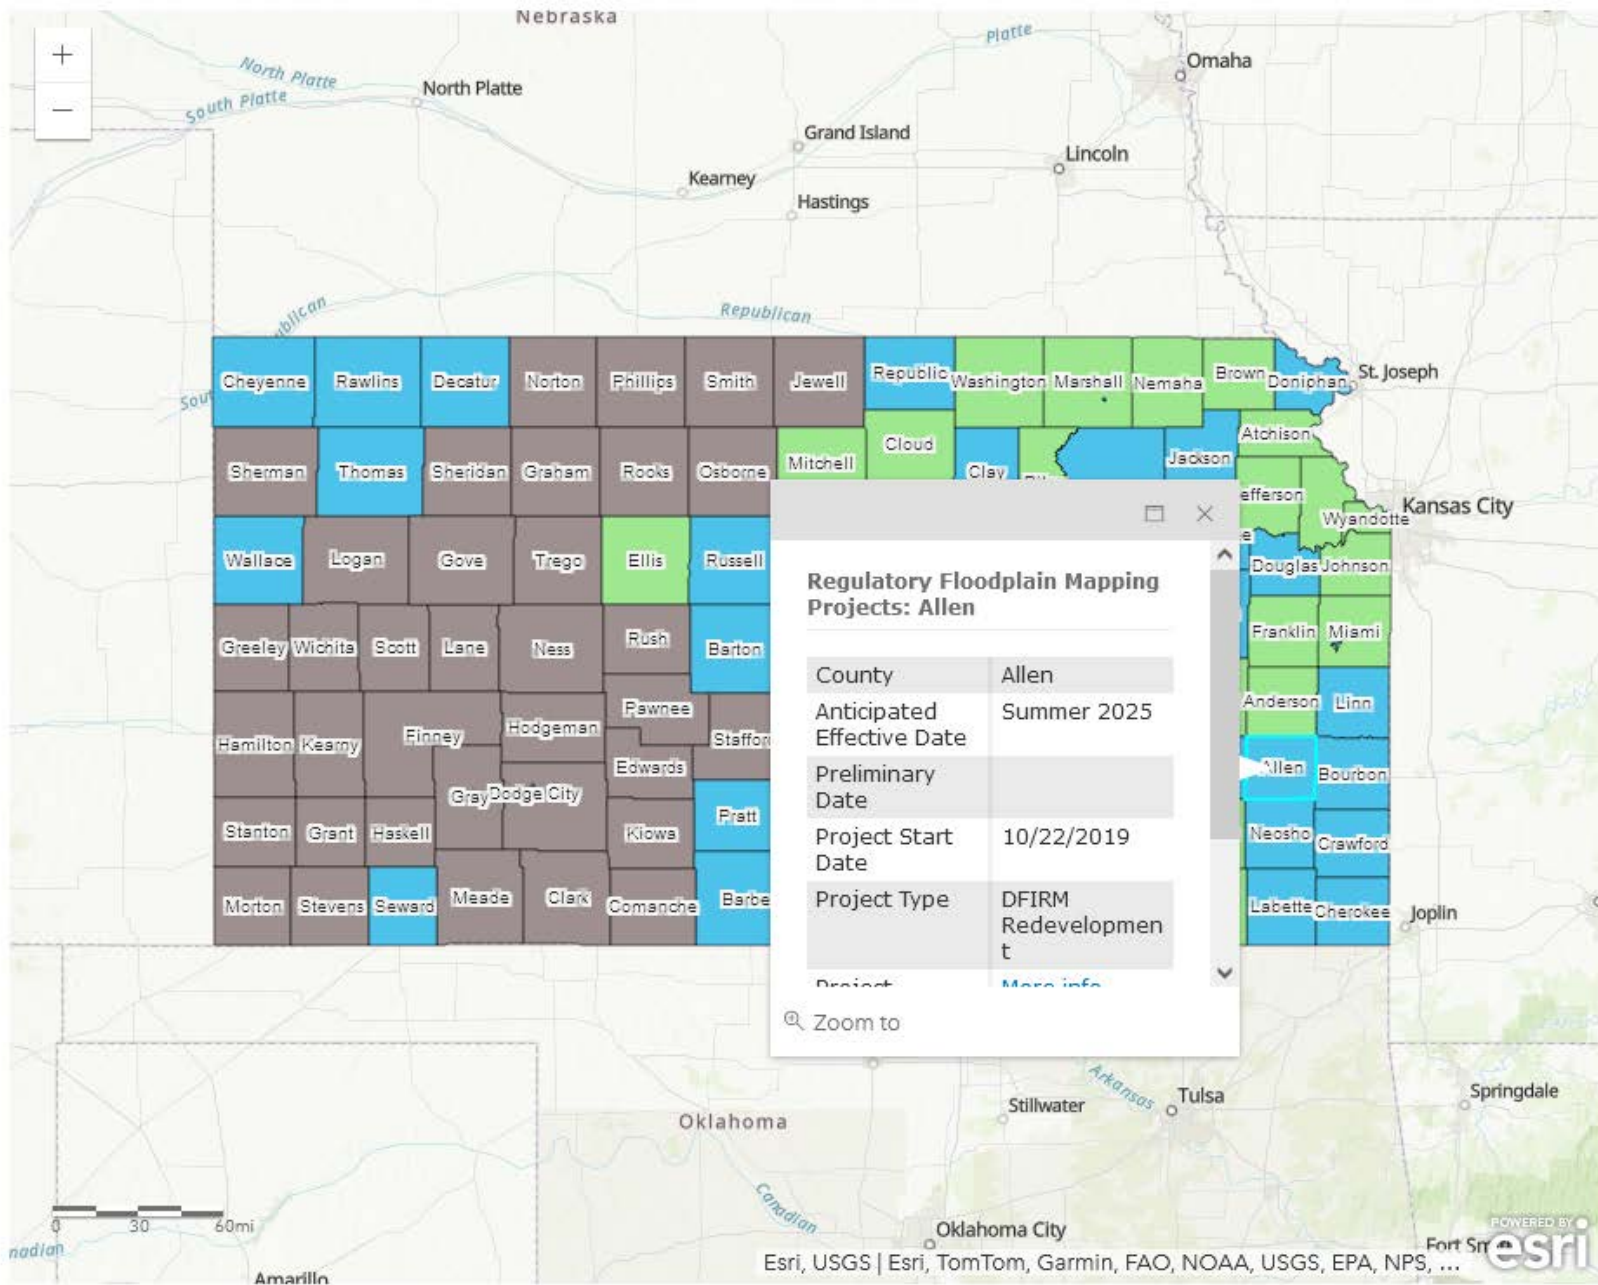 Nebraska
+
−
North Platte
South Platte
North Platte
Platte
Omaha
Grand Island
Lincoln
Kearney
Hastings
Republican
Cheyenne Rawlins Decatur Norton Phillips Smith Jewell Republic Washington Marshall Nemaha Brown Doniphan St. Joseph
Sherman Thomas Sheridan Graham Rooks Osborne Mitchell Cloud Clay Jackson Atchison
Kansas City
Wyandotte
Wallace Logan Gove Trego Ellis Russell Douglas Johnson
Greeley Wichita Scott Lane Ness Rush Barton Franklin Miami
Hamilton Kearny Finney Hodgeman Pawnee Edwards Anderson Linn
Gray Dodge City
Allen Bourbon
Stanton Grant Haskell Kiowa Pratt Neosho Crawford
Morton Stevens Seward Meade Clark Comanche Labette Cherokee Joplin
Regulatory Floodplain Mapping
Projects: Allen
County Allen
Anticipated Summer 2025
Effective Date
Preliminary
Date
Project Start 10/22/2019
Date
Project Type DFIRM
Redevelopmen
t
Project More info
Zoom to
Arkansas
Tulsa
Springdale
Stillwater
Oklahoma
Canadian
0 30 60mi
Oklahoma City
nadian
Amarillo
Esri, USGS | Esri, TomTom, Garmin, FAO, NOAA, USGS, EPA, NPS, ...
POWERED BY
esri